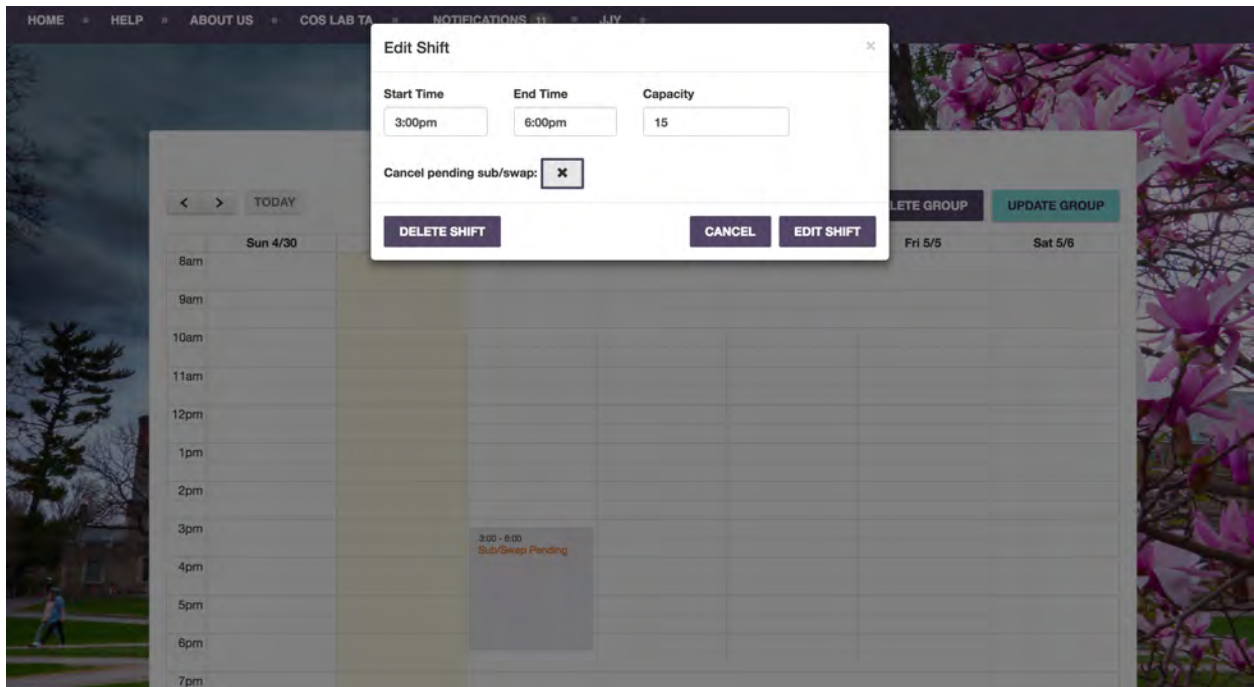 HOME HELP ABOUT US COS LAB TA NOTIFICATIONS 11 JJY
Edit Shift ×
Start Time End Time Capacity
3:00pm 6:00pm 15
Cancel pending sub/swap: ×
< > TODAY LETE GROUP UPDATE GROUP
DELETE SHIFT CANCEL EDIT SHIFT
Sun 4/30 Fri 5/5 Sat 5/6
8am
9am
10am
11am
12pm
1pm
2pm
3pm
3:00 - 6:00
Sub/Swap Pending
4pm
5pm
6pm
7pm